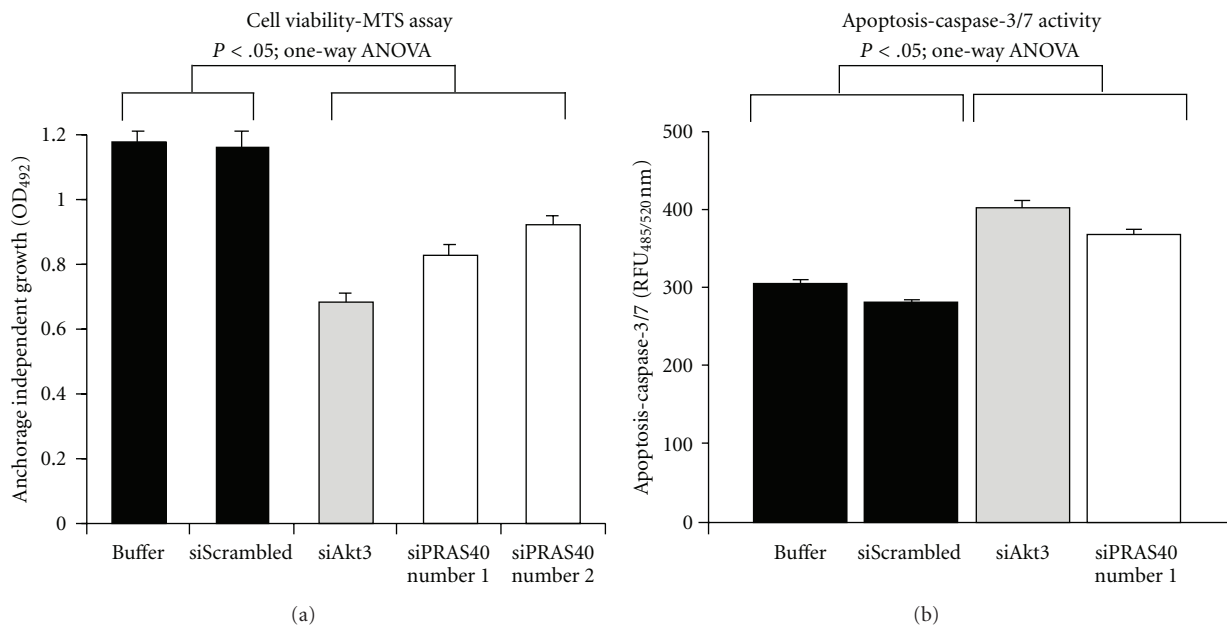 Cell viability-MTS assay
P < .05; one-way ANOVA
Anchorage independent growth (OD492)
1.2
1
0.8
0.6
0.4
0.2
0
Buffer
siScrambled
siAkt3
siPRAS40
number 1
siPRAS40
number 2
(a)
Apoptosis-caspase-3/7 activity
P < .05; one-way ANOVA
Apoptosis-caspase-3/7 (RFU485/520 nm)
500
400
300
200
100
0
Buffer
siScrambled
siAkt3
siPRAS40
number 1
(b)